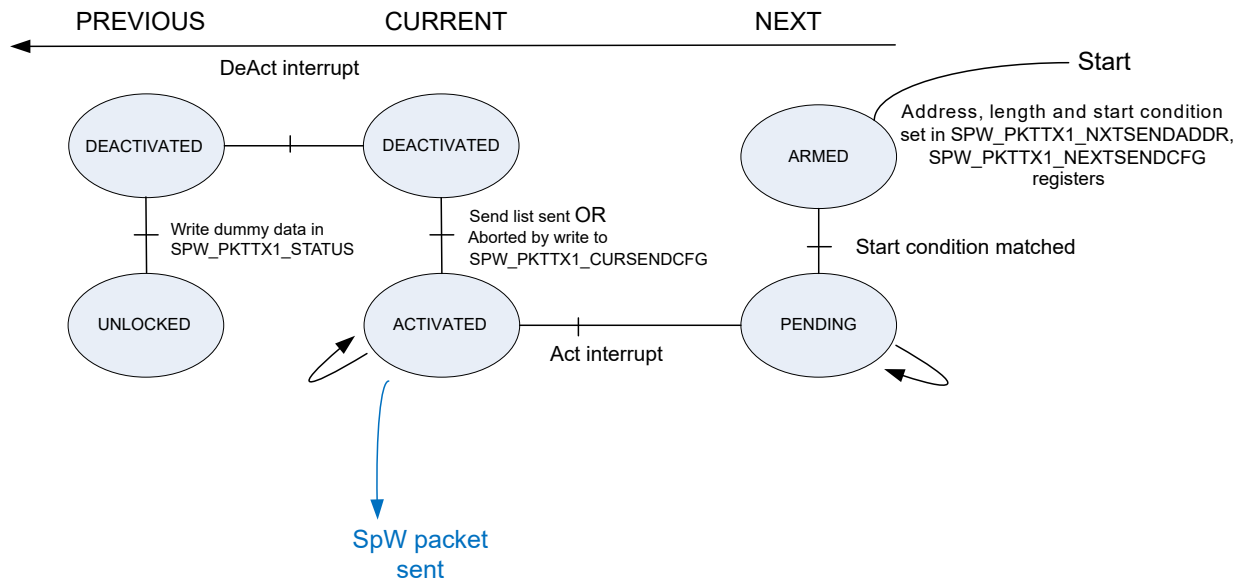 PREVIOUS
CURRENT
NEXT
DeAct interrupt
Start
DEACTIVATED
DEACTIVATED
ARMED
Address, length and start condition
set in SPW_PKTTX1_NXTSENDADDR,
SPW_PKTTX1_NEXTSENDCFG
registers
Write dummy data in
SPW_PKTTX1_STATUS
Send list sent OR
Aborted by write to
SPW_PKTTX1_CURSENDCFG
Start condition matched
UNLOCKED
ACTIVATED
PENDING
Act interrupt
SpW packet
sent